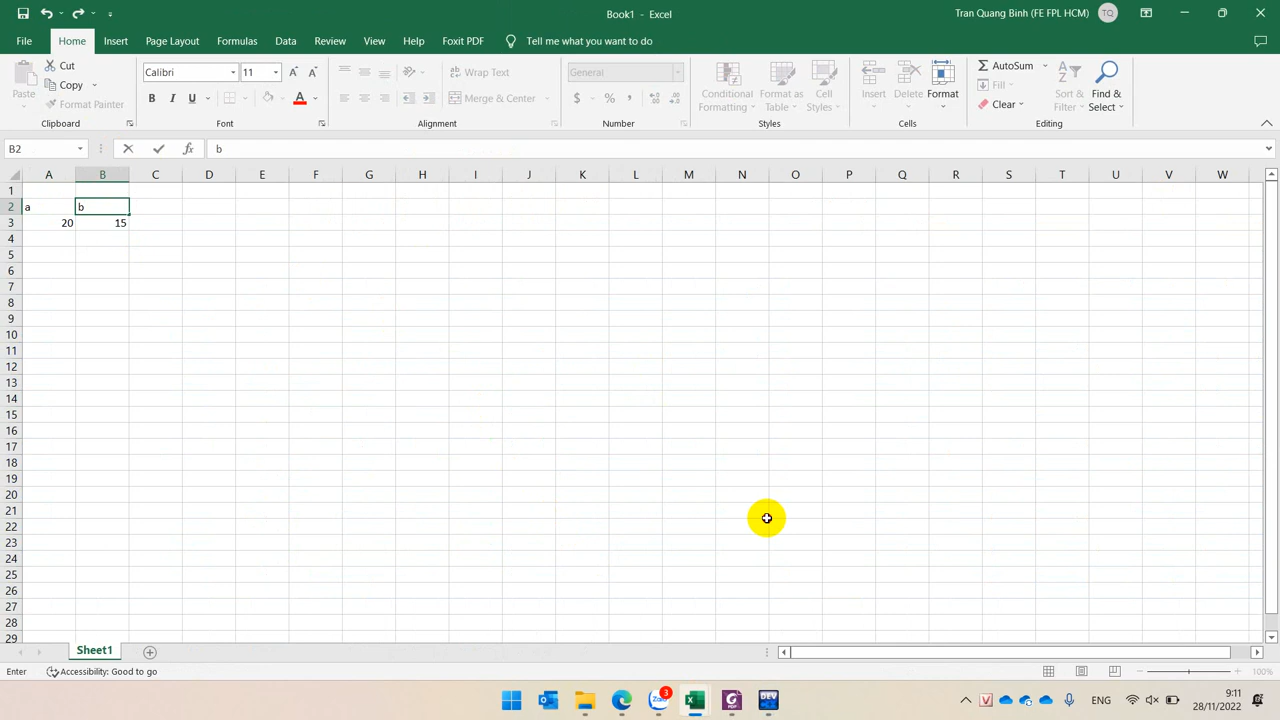 Book1 - Excel
Tran Quang Binh (FE FPL HCM) TQ
File Home Insert Page Layout Formulas Data Review View Help Foxit PDF Tell me what you want to do
Paste Cut Copy Format Painter Clipboard
Calibri 11 B I U A Font
Wrap Text Merge & Center Alignment
General $ % Number
Conditional Formatting Format as Table Cell Styles Styles
Insert Delete Format Cells
AutoSum Fill Clear Sort & Filter Find & Select Editing
B2 fx b
A B C D E F G H I J K L M N O P Q R S T U V W
1
2 a b
3 20 15
4
5
6
7
8
9
10
11
12
13
14
15
16
17
18
19
20
21
22
23
24
25
26
27
28
29
Sheet1
Enter Accessibility: Good to go 100%
Zalo 3 PDF DEV V ENG 9:11
28/11/2022